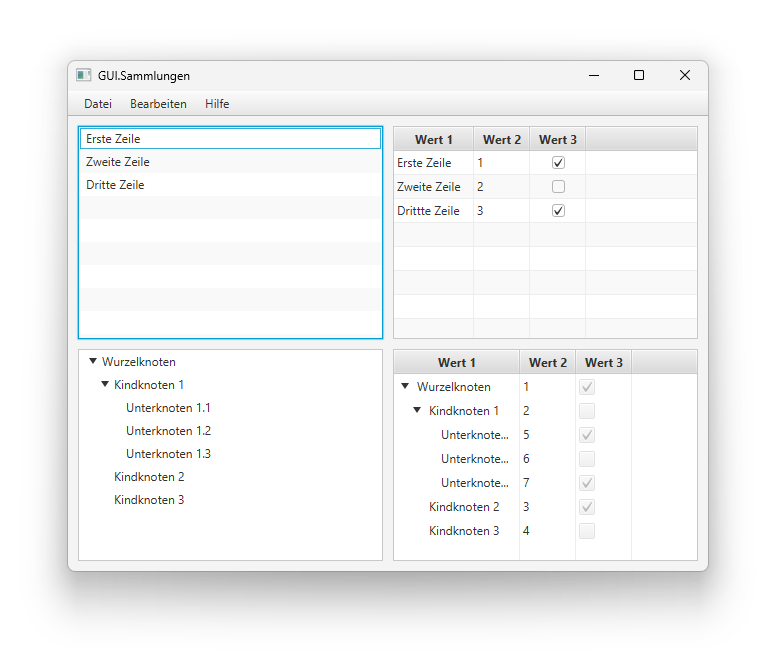 GUI.Sammlungen
Datei Bearbeiten Hilfe
Erste Zeile
Zweite Zeile
Dritte Zeile
Wert 1 Wert 2 Wert 3
Erste Zeile 1
Zweite Zeile 2
Drittte Zeile 3
Wurzelknoten
Kindknoten 1
Unterknoten 1.1
Unterknoten 1.2
Unterknoten 1.3
Kindknoten 2
Kindknoten 3
Wert 1 Wert 2 Wert 3
Wurzelknoten 1
Kindknoten 1 2
Unterknote... 5
Unterknote... 6
Unterknote... 7
Kindknoten 2 3
Kindknoten 3 4